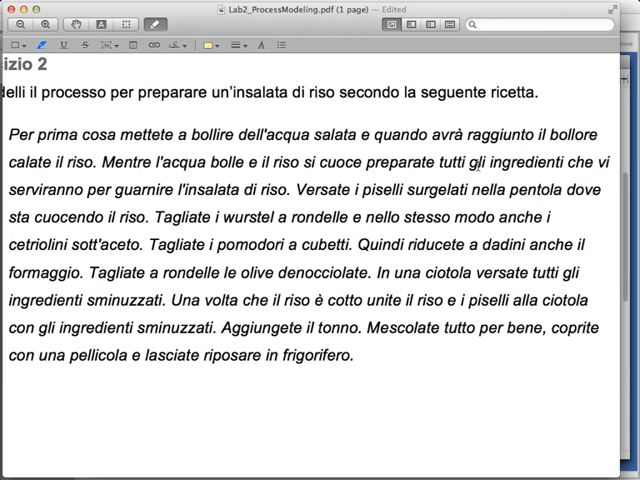 Lab2_ProcessModeling.pdf (1 page) — Edited
izio 2
delli il processo per preparare un'insalata di riso secondo la seguente ricetta.
Per prima cosa mettete a bollire dell'acqua salata e quando avrà raggiunto il bollore
calate il riso. Mentre l'acqua bolle e il riso si cuoce preparate tutti gli ingredienti che vi
serviranno per guarnire l'insalata di riso. Versate i piselli surgelati nella pentola dove
sta cuocendo il riso. Tagliate i wurstel a rondelle e nello stesso modo anche i
cetriolini sott'aceto. Tagliate i pomodori a cubetti. Quindi riducete a dadini anche il
formaggio. Tagliate a rondelle le olive denocciolate. In una ciotola versate tutti gli
ingredienti sminuzzati. Una volta che il riso è cotto unite il riso e i piselli alla ciotola
con gli ingredienti sminuzzati. Aggiungete il tonno. Mescolate tutto per bene, coprite
con una pellicola e lasciate riposare in frigorifero.